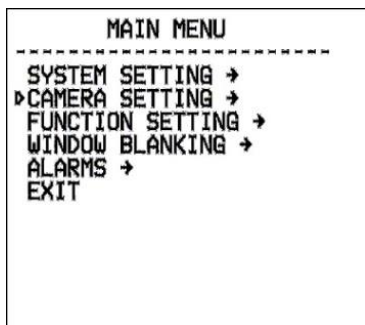 MAIN MENU
SYSTEM SETTING →
CAMERA SETTING →
FUNCTION SETTING →
WINDOW BLANKING →
ALARMS →
EXIT